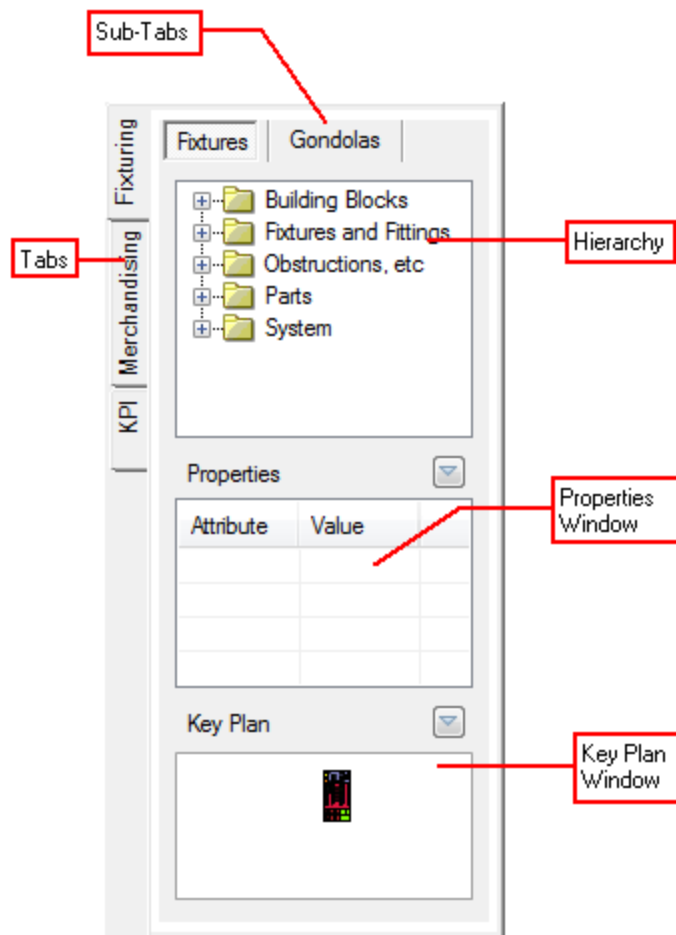 Sub-Tabs
Fixtures
Gondolas
Fixturing
Merchandising
KPI
Tabs
Building Blocks
Fixtures and Fittings
Obstructions, etc
Parts
System
Hierarchy
Properties
Attribute
Value
Properties
Window
Key Plan
Key Plan
Window